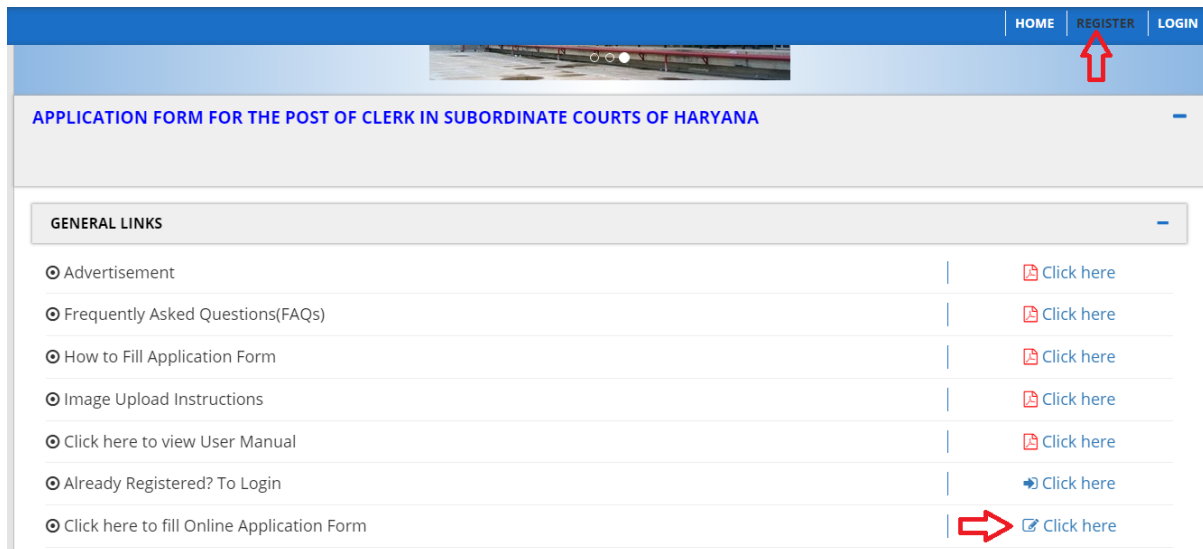 HOME REGISTER LOGIN
APPLICATION FORM FOR THE POST OF CLERK IN SUBORDINATE COURTS OF HARYANA
GENERAL LINKS
Advertisement Click here
Frequently Asked Questions(FAQs) Click here
How to Fill Application Form Click here
Image Upload Instructions Click here
Click here to view User Manual Click here
Already Registered? To Login Click here
Click here to fill Online Application Form Click here